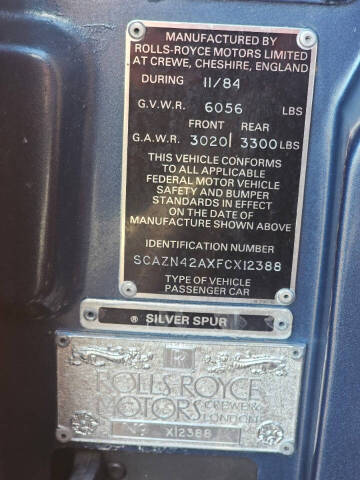 MANUFACTURED BY
ROLLS-ROYCE MOTORS LIMITED
AT CREWE, CHESHIRE, ENGLAND
DURING 11/84
G.V.W.R. 6056 LBS
FRONT REAR
G.A.W.R. 3020 3300 LBS
THIS VEHICLE CONFORMS
TO ALL APPLICABLE
FEDERAL MOTOR VEHICLE
SAFETY AND BUMPER
STANDARDS IN EFFECT
ON THE DATE OF
MANUFACTURE SHOWN ABOVE
IDENTIFICATION NUMBER
SCAZN42AXFCX12388
TYPE OF VEHICLE
PASSENGER CAR
® SILVER SPUR
ROLLS-ROYCE
MOTORS CREWE &
LONDON
X12388